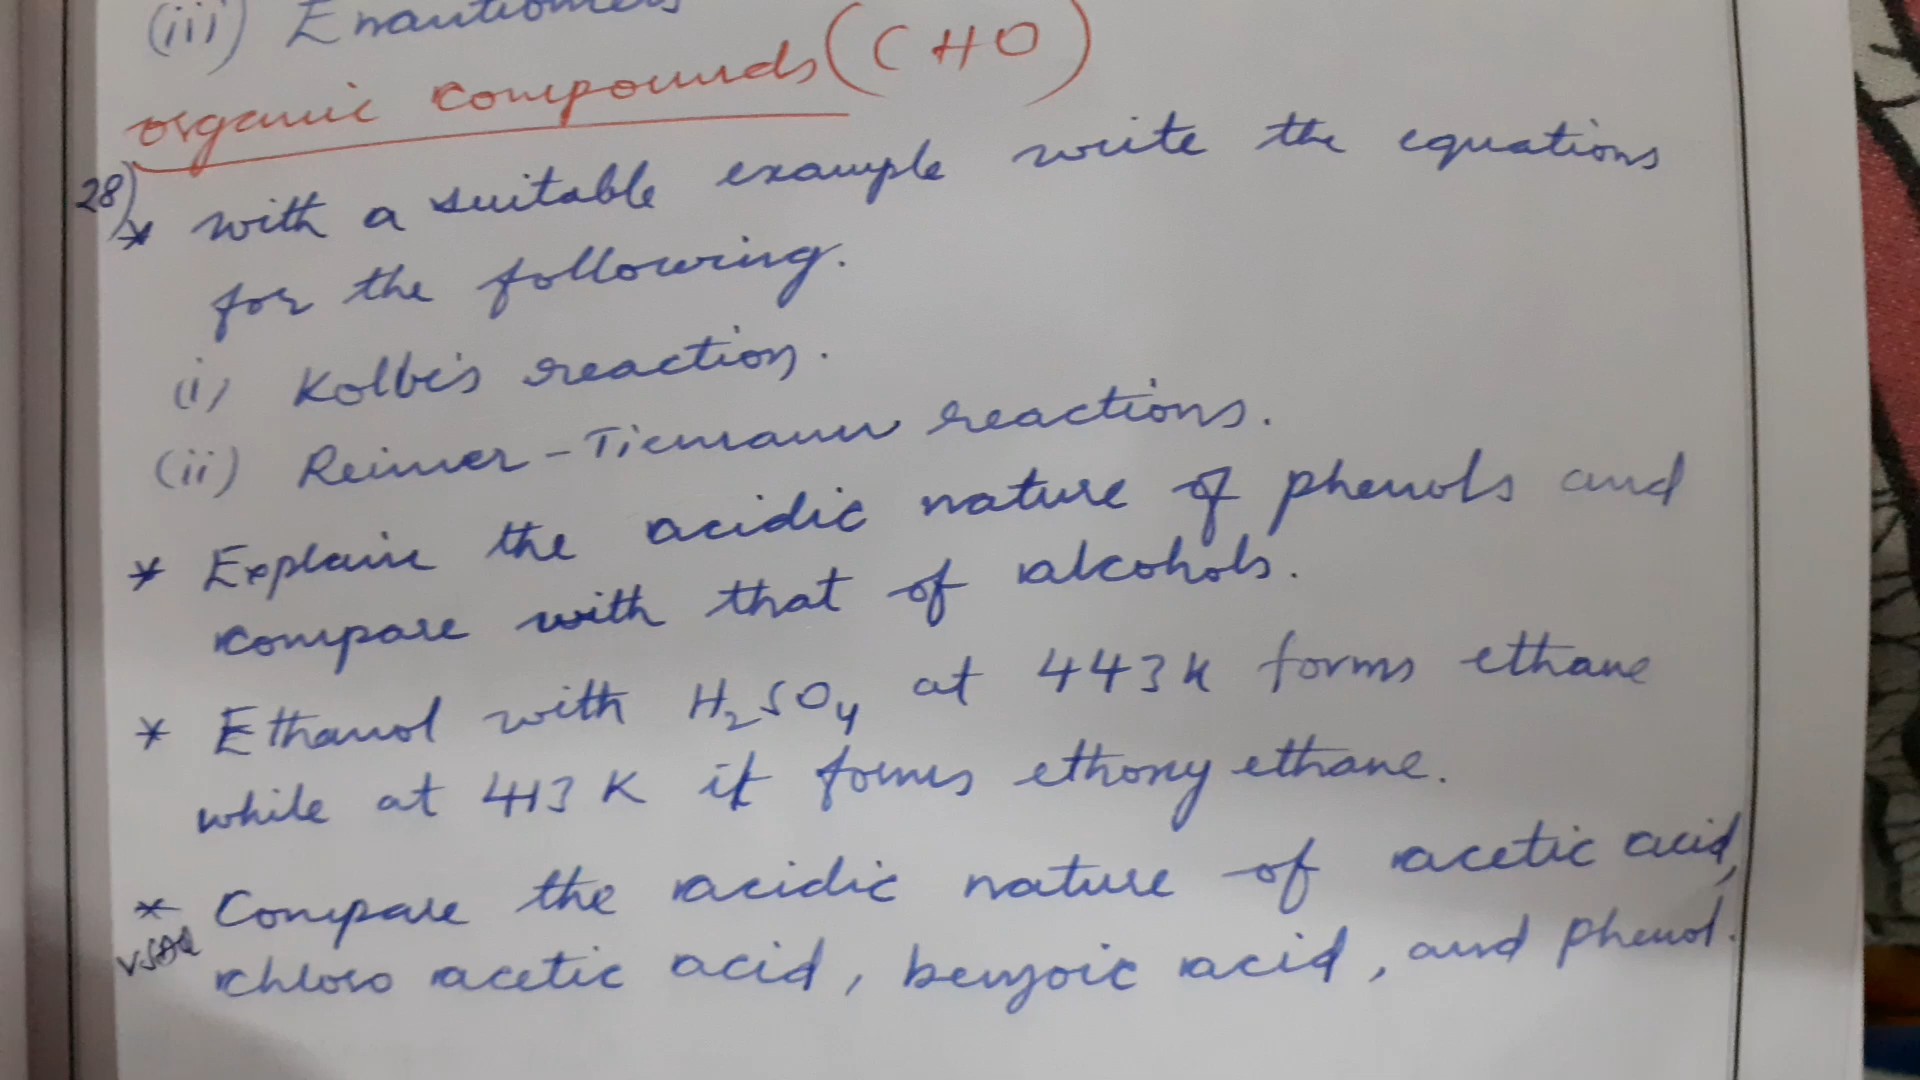 (iii) Enantiomers
organic compounds (CHO)
28) * with a suitable example write the equations
for the following.
(i) Kolbe's reaction.
(ii) Reimer-Tiemann reactions.
* Explain the acidic nature of phenols and
compare with that of alcohols.
* Ethanol with H₂SO₄ at 443K forms ethane
while at 413 K it forms ethoxy ethane.
* Compare the acidic nature of acetic acid,
VSAQ chloro acetic acid, benzoic acid, and phenol.